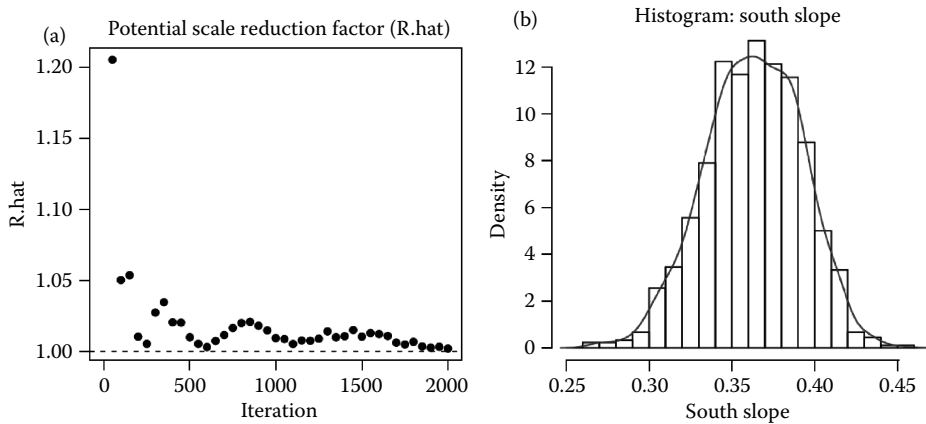 (a)
Potential scale reduction factor (R.hat)
1.20
1.15
1.10
1.05
1.00
R.hat
0 500 1000 1500 2000
Iteration
(b)
Histogram: south slope
12
10
8
6
4
2
0
Density
0.25 0.30 0.35 0.40 0.45
South slope